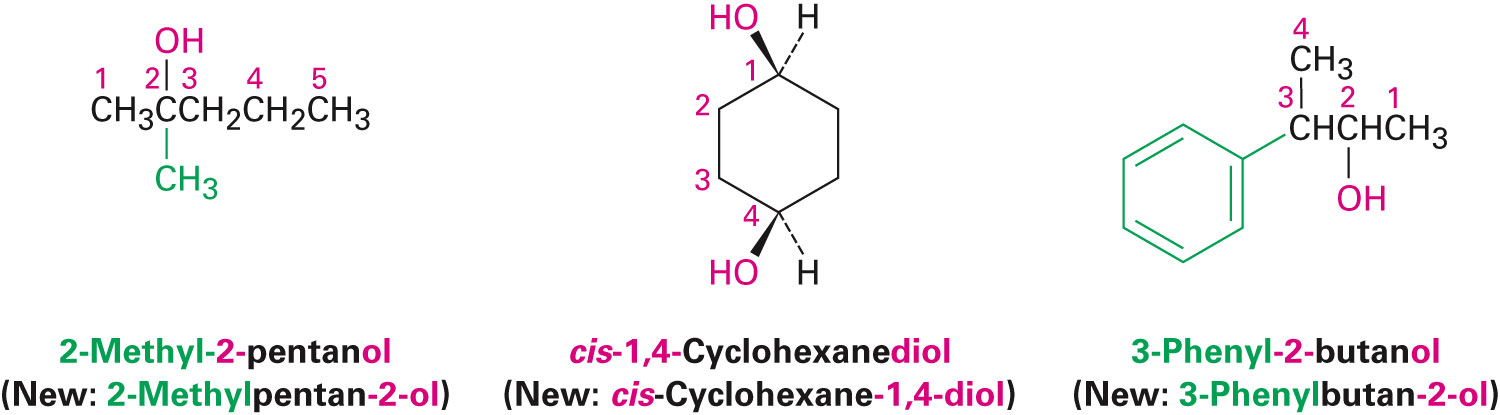 OH
1 2 3 4 5
CH₃CCH₂CH₂CH₃
CH₃
2-Methyl-2-pentanol
(New: 2-Methylpentan-2-ol)
HO H
1
2
3
4
HO H
cis-1,4-Cyclohexanediol
(New: cis-Cyclohexane-1,4-diol)
4
CH₃
3 2 1
CHCHCH₃
OH
3-Phenyl-2-butanol
(New: 3-Phenylbutan-2-ol)